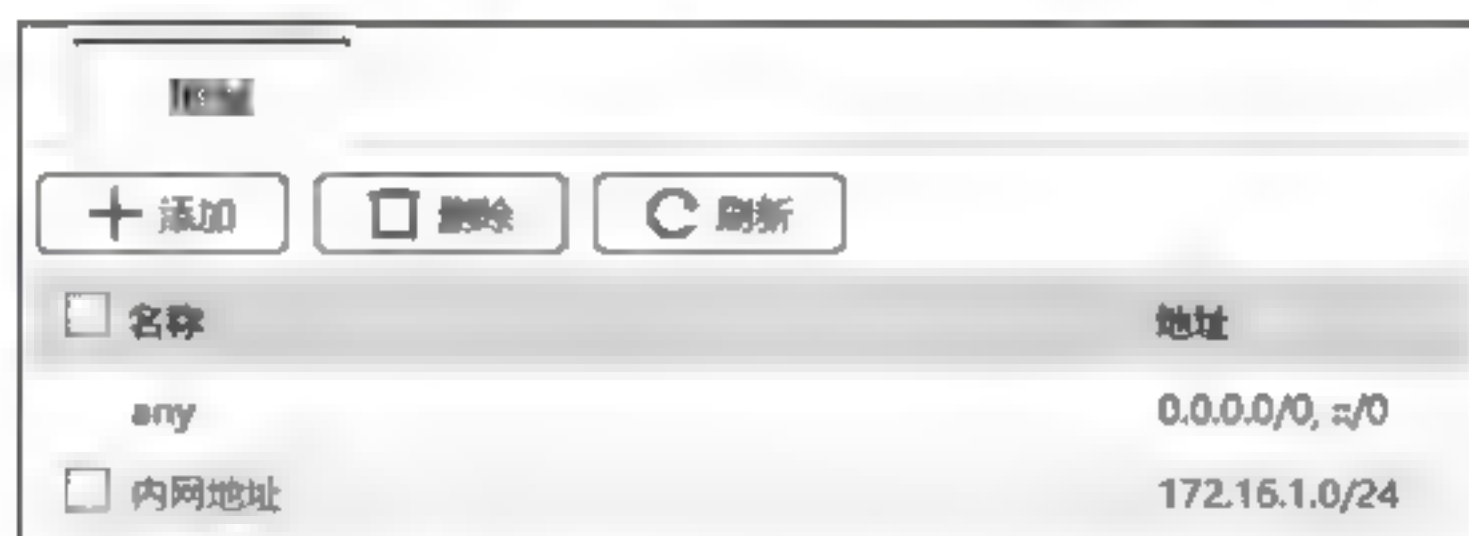 添加 删除 刷新
名称 地址
any 0.0.0.0/0, ::/0
内网地址 172.16.1.0/24